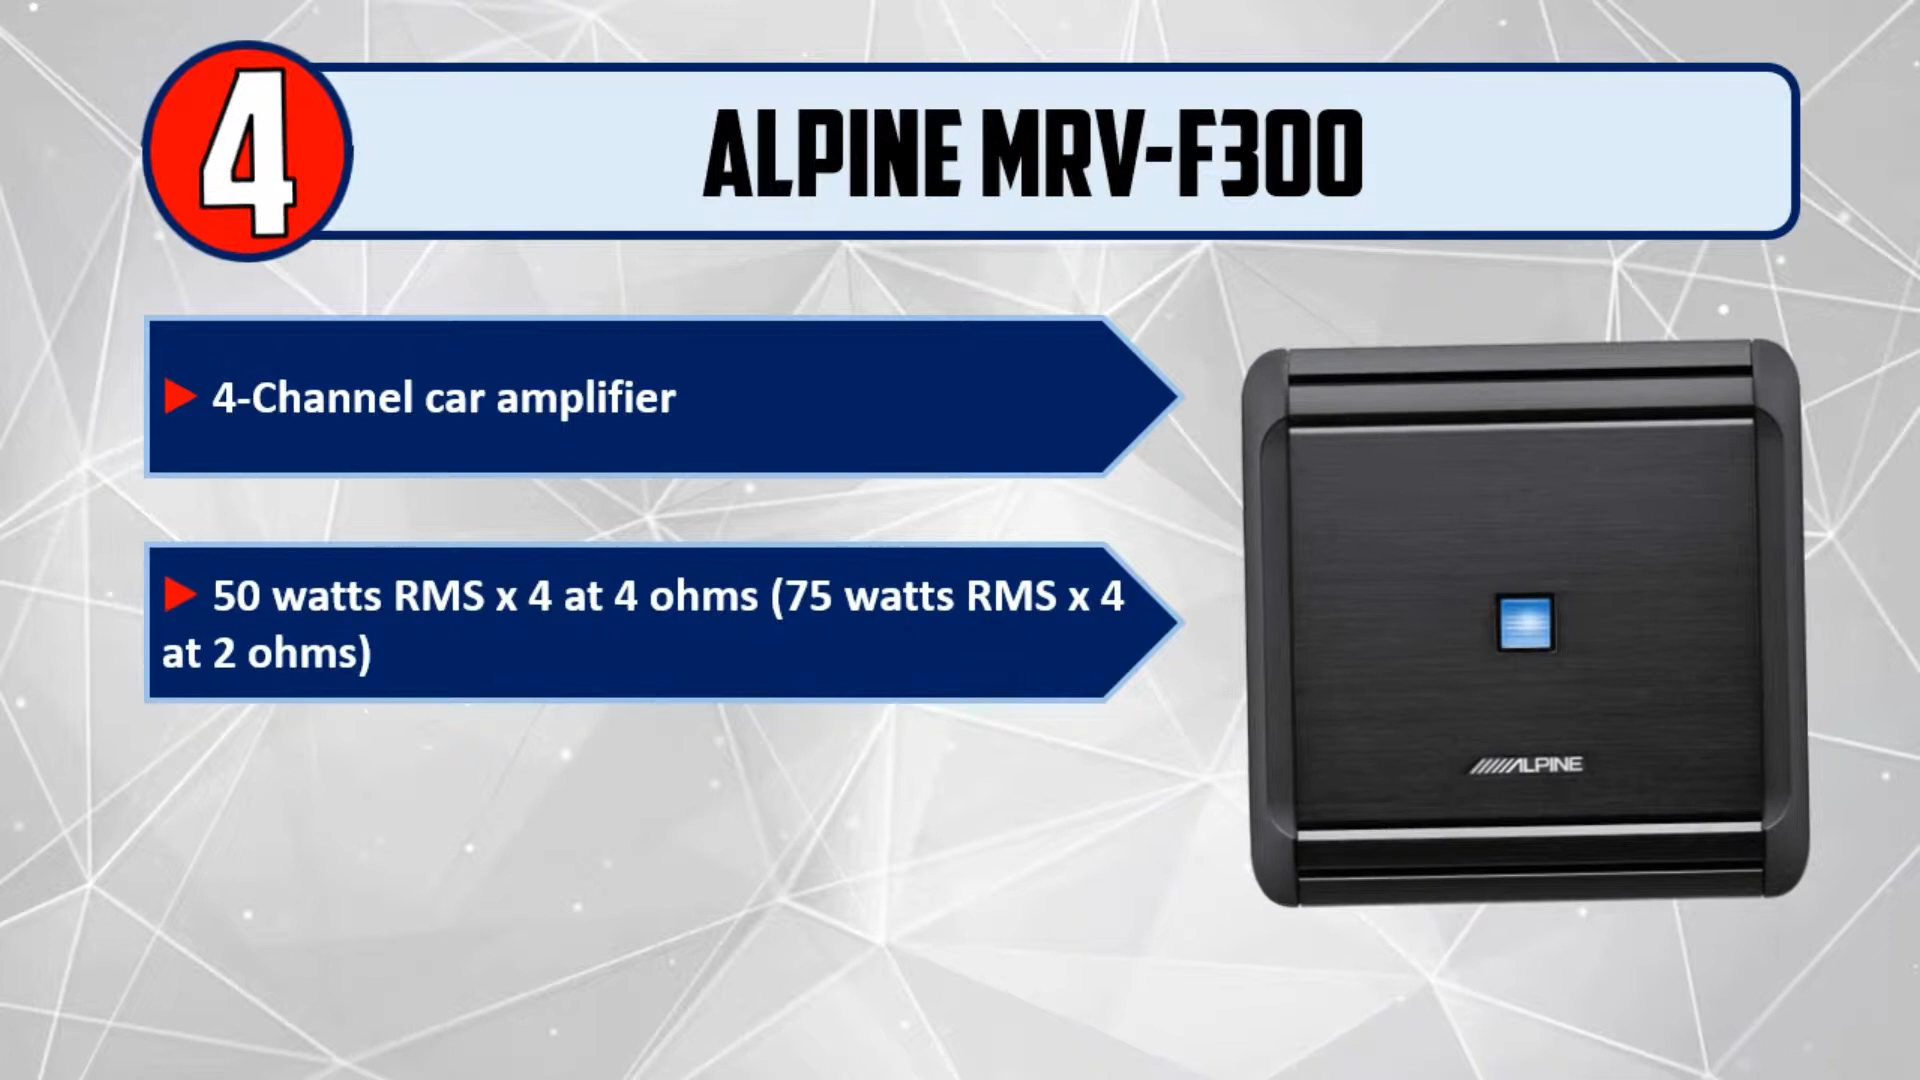 4
ALPINE MRV-F300
4-Channel car amplifier
50 watts RMS x 4 at 4 ohms (75 watts RMS x 4
at 2 ohms)
ALPINE